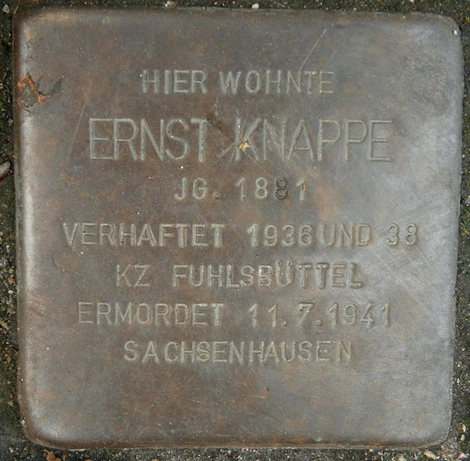 HIER WOHNTE
ERNST KNAPPE
JG. 1881
VERHAFTET 1936 UND 38
KZ FUHLSBÜTTEL
ERMORDET 11.7.1941
SACHSENHAUSEN